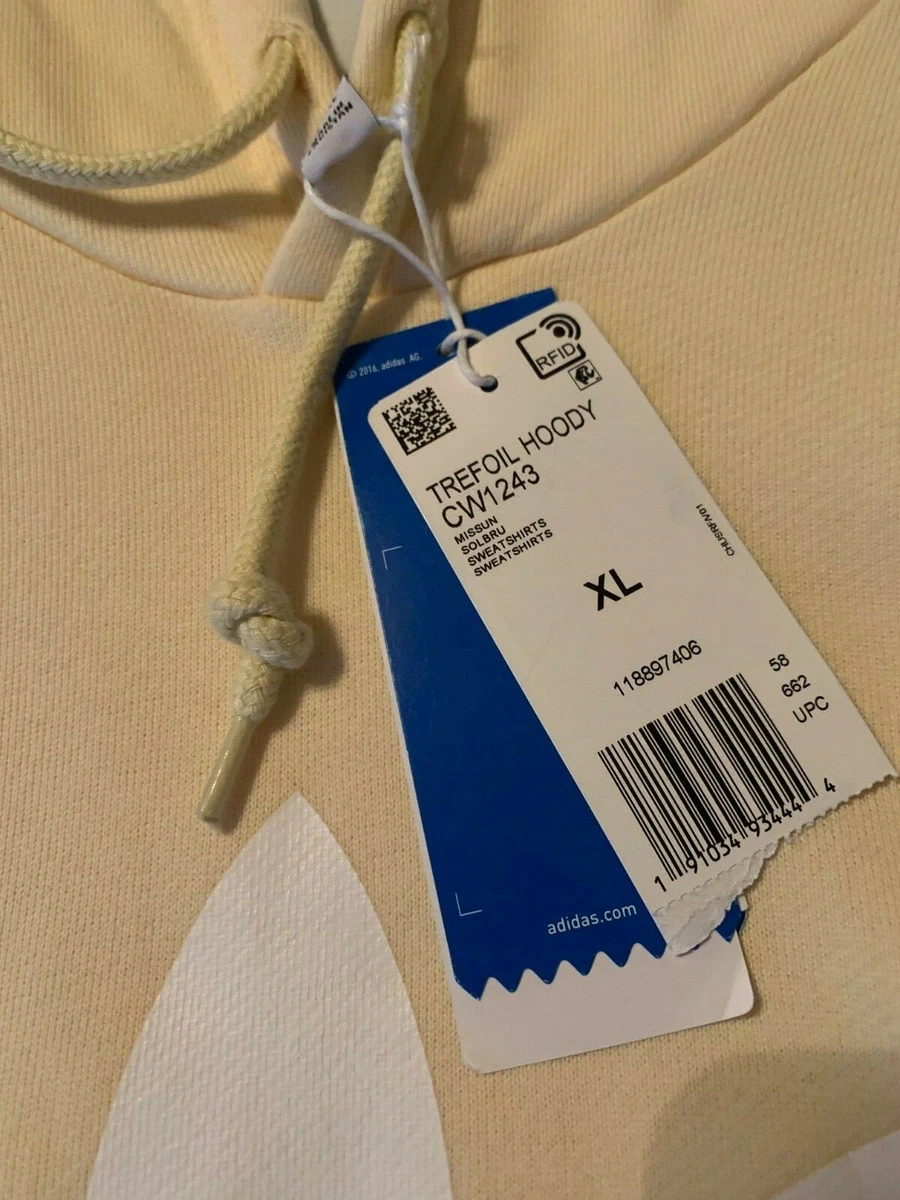 © 2016, adidas AG.
RFID
TREFOIL HOODY
CW1243
MISSUN
SOLBRU
SWEATSHIRTS
SWEATSHIRTS
XL
118897406
58
662
UPC
1 91034 93444 4
adidas.com